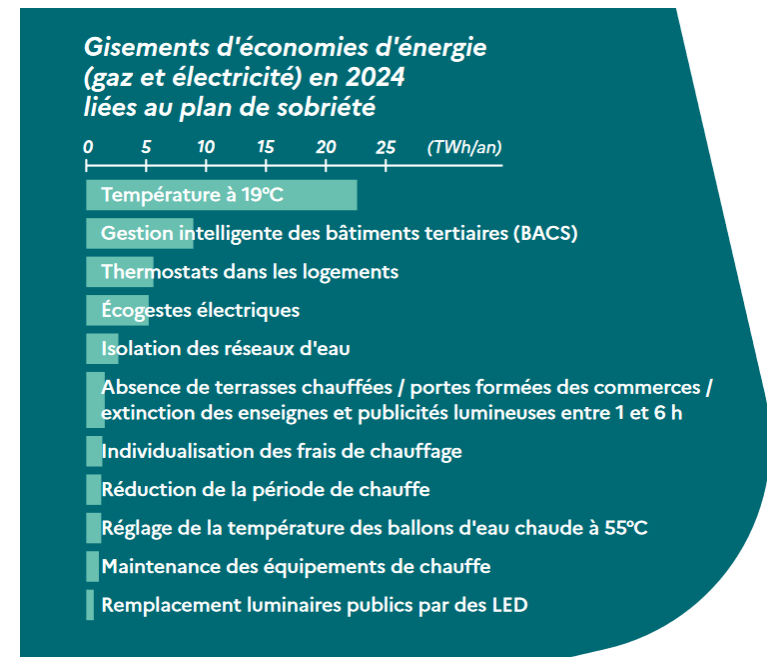 Gisements d'économies d'énergie
(gaz et électricité) en 2024
liées au plan de sobriété
0 5 10 15 20 25 (TWh/an)
Température à 19°C
Gestion intelligente des bâtiments tertiaires (BACS)
Thermostats dans les logements
Écogestes électriques
Isolation des réseaux d'eau
Absence de terrasses chauffées / portes formées des commerces /
extinction des enseignes et publicités lumineuses entre 1 et 6 h
Individualisation des frais de chauffage
Réduction de la période de chauffe
Réglage de la température des ballons d'eau chaude à 55°C
Maintenance des équipements de chauffe
Remplacement luminaires publics par des LED